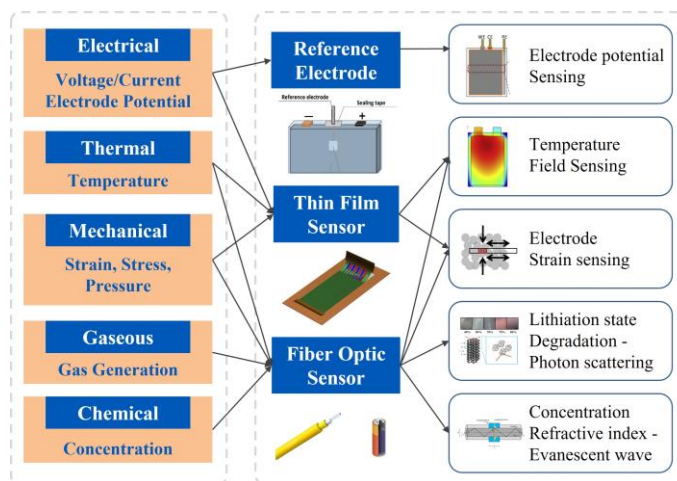 Electrical
Voltage/Current
Electrode Potential
Thermal
Temperature
Mechanical
Strain, Stress,
Pressure
Gaseous
Gas Generation
Chemical
Concentration
Reference
Electrode
Reference electrode
Sealing tape
Thin Film
Sensor
Fiber Optic
Sensor
Electrode potential
Sensing
Temperature
Field Sensing
Electrode
Strain sensing
Lithiation state
Degradation -
Photon scattering
Concentration
Refractive index -
Evanescent wave